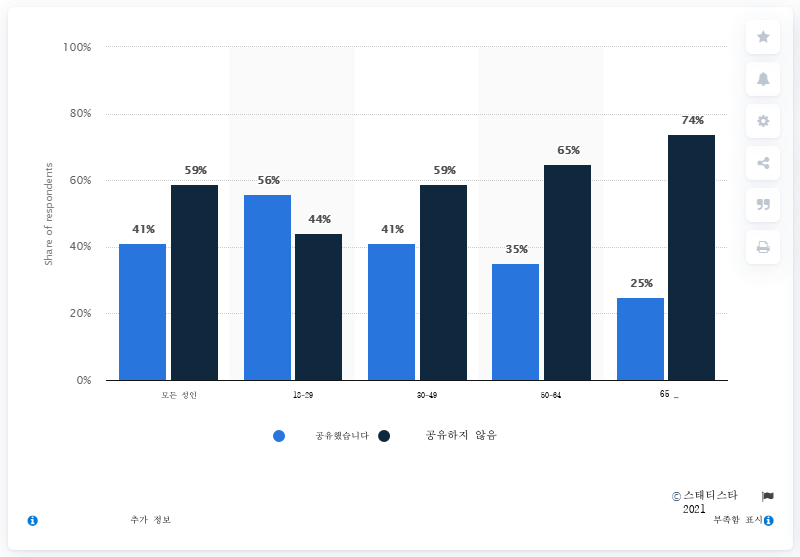 100%
80%
60%
40%
20%
0%
Share of respondents
41% 59% 56% 44% 41% 59% 35% 65% 25% 74%
모든 성인 18-29 30-49 50-64 65 _
공유했습니다 공유하지 않음
© 스태티스타
2021
추가 정보 부족함 표시